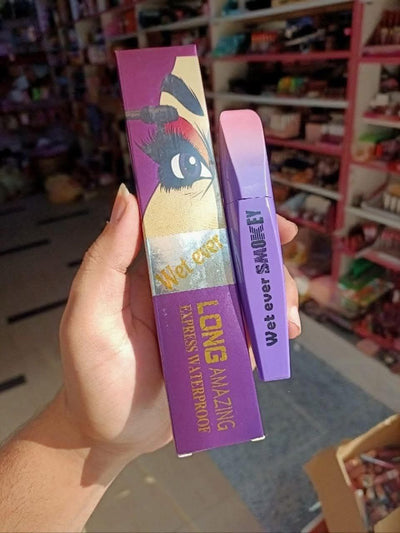 Wet ever
LONG AMAZING
EXPRESS WATERPROOF
Wet ever SMOKEY